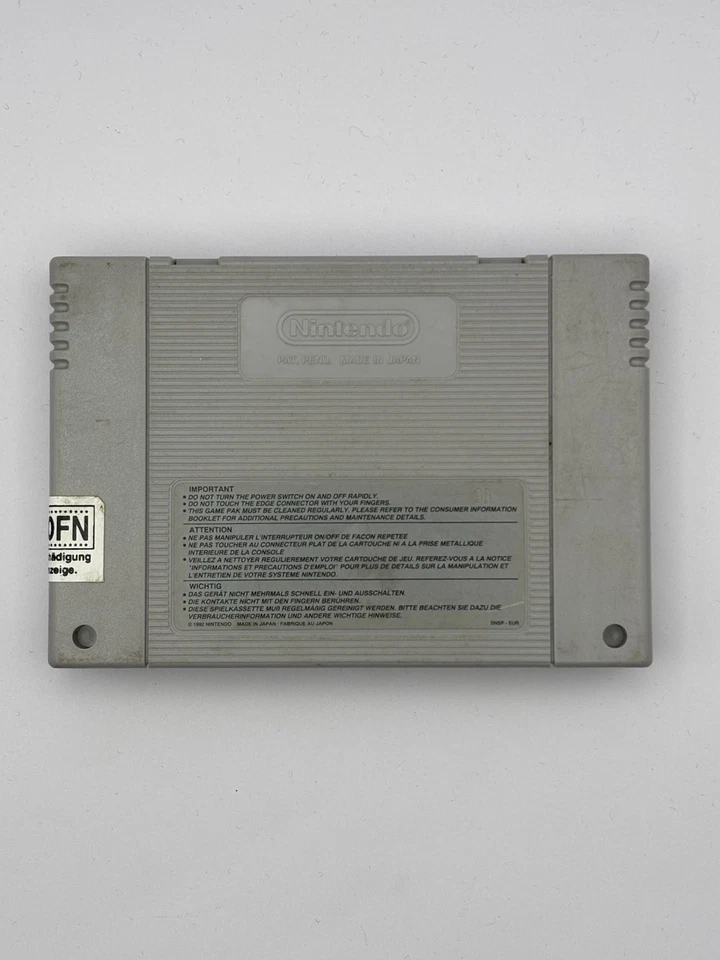 Nintendo
PAT. PEND. MADE IN JAPAN
IMPORTANT
• DO NOT TURN THE POWER SWITCH ON AND OFF RAPIDLY.
• DO NOT TOUCH THE EDGE CONNECTOR WITH YOUR FINGERS.
• THIS GAME PAK MUST BE CLEANED REGULARLY. PLEASE REFER TO THE CONSUMER INFORMATION
BOOKLET FOR ADDITIONAL PRECAUTIONS AND MAINTENANCE DETAILS.
ATTENTION
• NE PAS MANIPULER L'INTERRUPTEUR ON/OFF DE FACON REPETEE
• NE PAS TOUCHER AU CONNECTEUR PLAT DE LA CARTOUCHE NI A LA PRISE METALLIQUE
INTERIEURE DE LA CONSOLE
• VEILLEZ A NETTOYER REGULIEREMENT VOTRE CARTOUCHE DE JEU. REFEREZ-VOUS A LA NOTICE
"INFORMATIONS ET PRECAUTIONS D'EMPLOI" POUR PLUS DE DETAILS SUR LA MANIPULATION ET
L'ENTRETIEN DE VOTRE SYSTEME NINTENDO.
WICHTIG
• DAS GERÄT NICHT MEHRMALS SCHNELL EIN- UND AUSSCHALTEN.
• DIE KONTAKTE NICHT MIT DEN FINGERN BERÜHREN.
• DIESE SPIELKASSETTE MUß REGELMÄßIG GEREINIGT WERDEN. BITTE BEACHTEN SIE DAZU DIE
VERBRAUCHERINFORMATION UND ANDERE WICHTIGE HINWEISE.
© 1992 NINTENDO MADE IN JAPAN · FABRIQUE AU JAPON SNSP - EUR
OFN
ädigung
zeige.